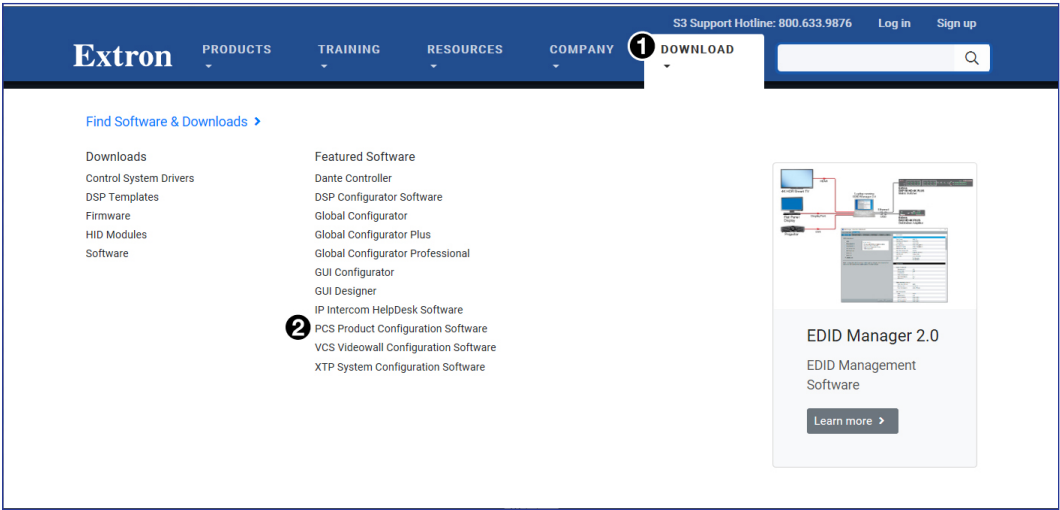 S3 Support Hotline: 800.633.9876 Log in Sign up
Extron PRODUCTS TRAINING RESOURCES COMPANY 1 DOWNLOAD
Find Software & Downloads >
Downloads
Control System Drivers
DSP Templates
Firmware
HID Modules
Software
Featured Software
Dante Controller
DSP Configurator Software
Global Configurator
Global Configurator Plus
Global Configurator Professional
GUI Configurator
GUI Designer
IP Intercom HelpDesk Software
2 PCS Product Configuration Software
VCS Videowall Configuration Software
XTP System Configuration Software
EDID Manager 2.0
EDID Management
Software
Learn more >